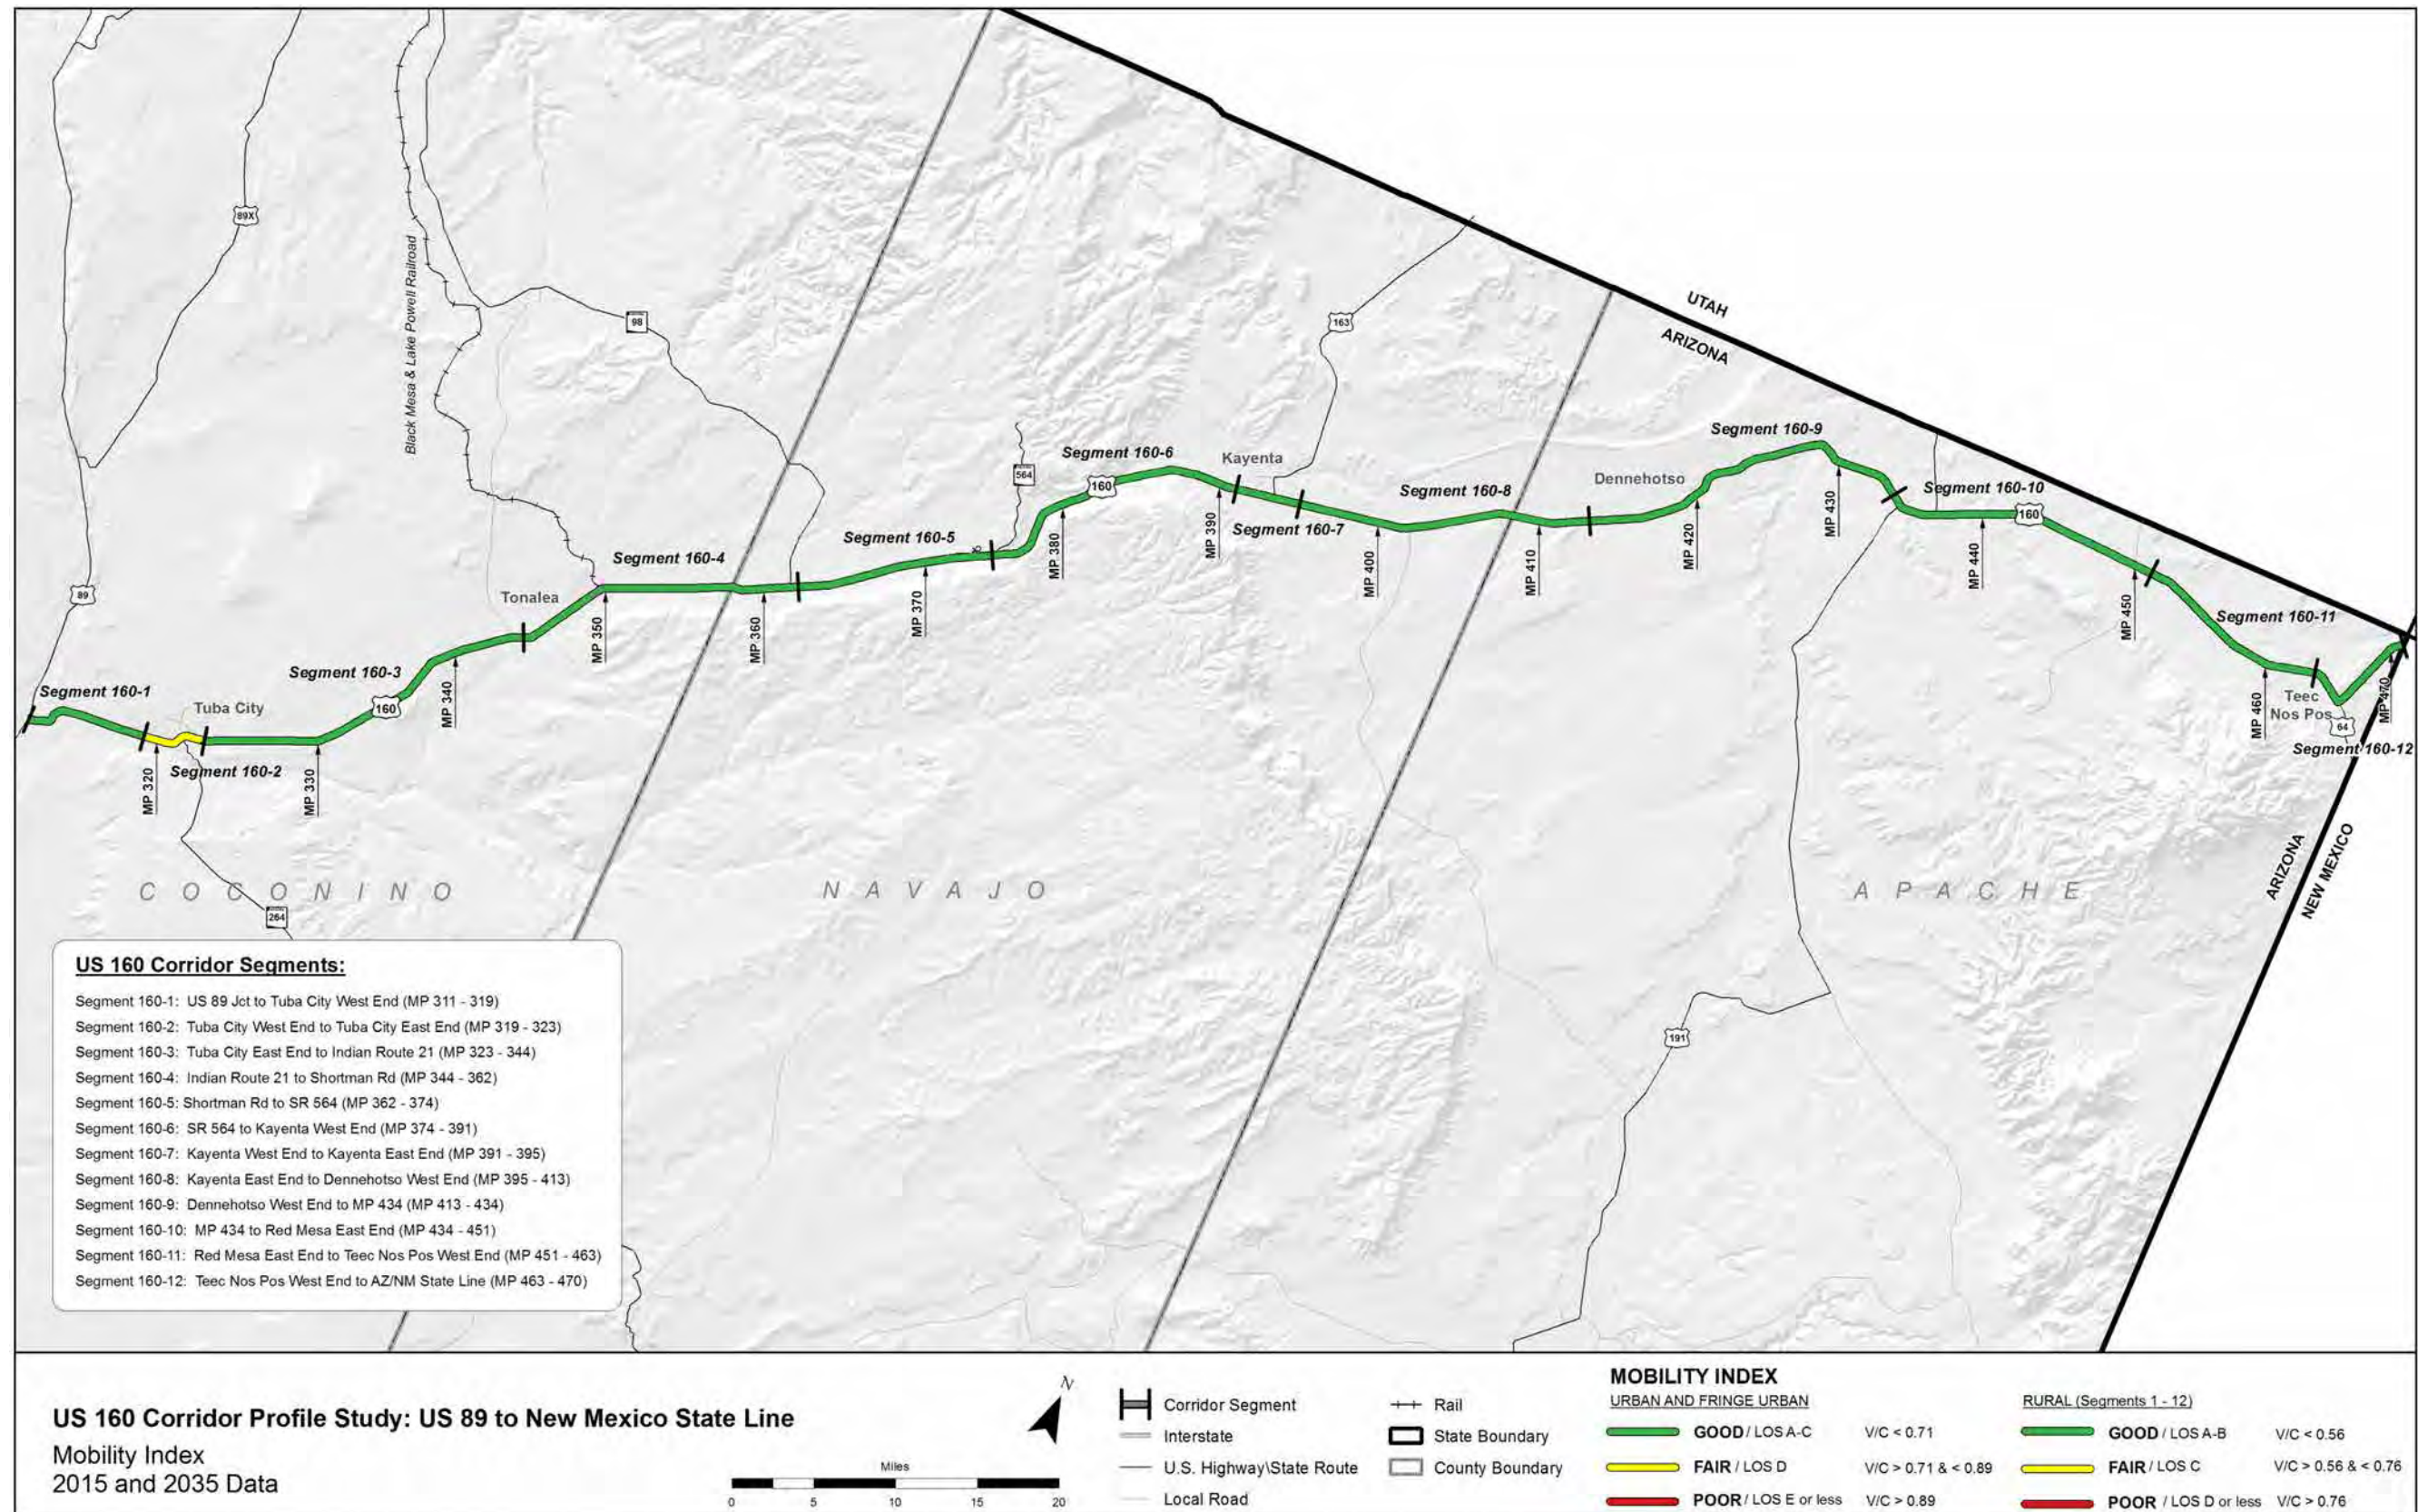 UTAH
ARIZONA
89X
Black Mesa & Lake Powell Railroad
98
163
564
89
Segment 160-1
Segment 160-2
Segment 160-3
Segment 160-4
Segment 160-5
Segment 160-6
Segment 160-7
Segment 160-8
Segment 160-9
Segment 160-10
Segment 160-11
Segment 160-12
Tuba City
Tonalea
Kayenta
Dennehotso
Teec
Nos Pos
160
160
160
64
MP 320
MP 330
MP 340
MP 350
MP 360
MP 370
MP 380
MP 390
MP 400
MP 410
MP 420
MP 430
MP 440
MP 450
MP 460
MP 470
COCONINO
NAVAJO
APACHE
264
191
ARIZONA
NEW MEXICO
US 160 Corridor Segments:
Segment 160-1: US 89 Jct to Tuba City West End (MP 311 - 319)
Segment 160-2: Tuba City West End to Tuba City East End (MP 319 - 323)
Segment 160-3: Tuba City East End to Indian Route 21 (MP 323 - 344)
Segment 160-4: Indian Route 21 to Shortman Rd (MP 344 - 362)
Segment 160-5: Shortman Rd to SR 564 (MP 362 - 374)
Segment 160-6: SR 564 to Kayenta West End (MP 374 - 391)
Segment 160-7: Kayenta West End to Kayenta East End (MP 391 - 395)
Segment 160-8: Kayenta East End to Dennehotso West End (MP 395 - 413)
Segment 160-9: Dennehotso West End to MP 434 (MP 413 - 434)
Segment 160-10: MP 434 to Red Mesa East End (MP 434 - 451)
Segment 160-11: Red Mesa East End to Teec Nos Pos West End (MP 451 - 463)
Segment 160-12: Teec Nos Pos West End to AZ/NM State Line (MP 463 - 470)
US 160 Corridor Profile Study: US 89 to New Mexico State Line
Mobility Index
2015 and 2035 Data
N
Miles
0 5 10 15 20
Corridor Segment
Interstate
U.S. Highway\State Route
Local Road
Rail
State Boundary
County Boundary
MOBILITY INDEX
URBAN AND FRINGE URBAN
GOOD / LOS A-C V/C < 0.71
FAIR / LOS D V/C > 0.71 & < 0.89
POOR / LOS E or less V/C > 0.89
RURAL (Segments 1 - 12)
GOOD / LOS A-B V/C < 0.56
FAIR / LOS C V/C > 0.56 & < 0.76
POOR / LOS D or less V/C > 0.76